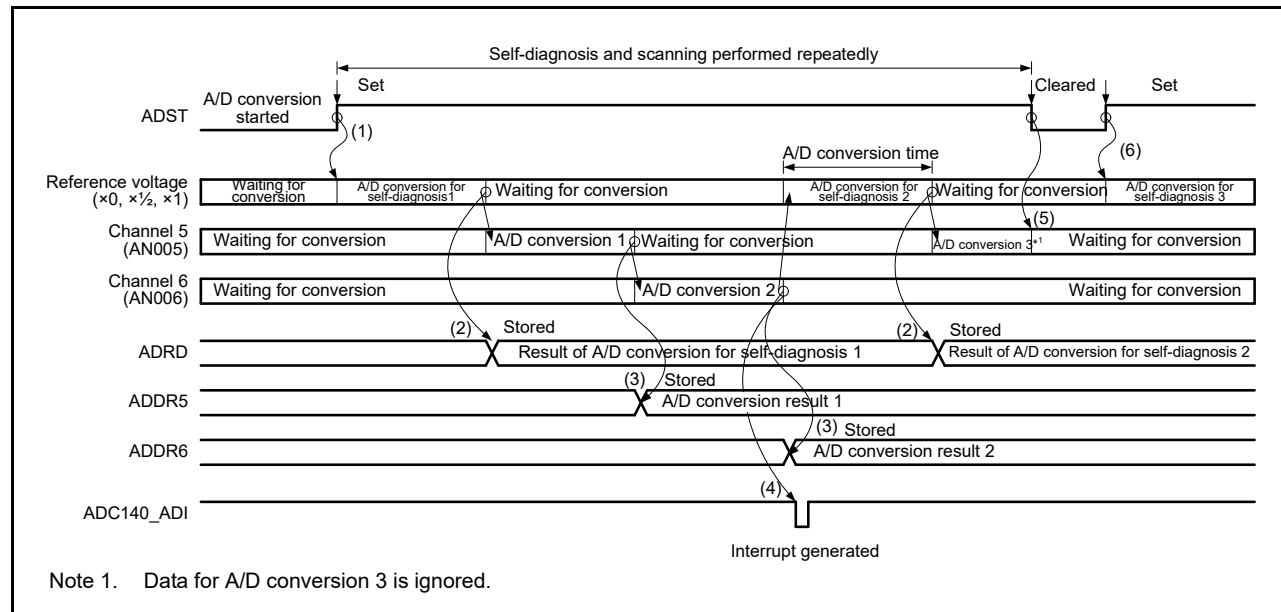 Self-diagnosis and scanning performed repeatedly
A/D conversion started
Set
Cleared
Set
ADST
(1)
(6)
A/D conversion time
Reference voltage
(×0, ×½, ×1)
Waiting for conversion
A/D conversion for self-diagnosis1
Waiting for conversion
A/D conversion for self-diagnosis 2
Waiting for conversion
A/D conversion for self-diagnosis 3
(5)
Channel 5
(AN005)
Waiting for conversion
A/D conversion 1
Waiting for conversion
A/D conversion 3*1
Waiting for conversion
Channel 6
(AN006)
Waiting for conversion
A/D conversion 2
Waiting for conversion
(2)
Stored
(2)
Stored
ADRD
Result of A/D conversion for self-diagnosis 1
Result of A/D conversion for self-diagnosis 2
(3)
Stored
ADDR5
A/D conversion result 1
(3)
Stored
ADDR6
A/D conversion result 2
(4)
ADC140_ADI
Interrupt generated
Note 1. Data for A/D conversion 3 is ignored.